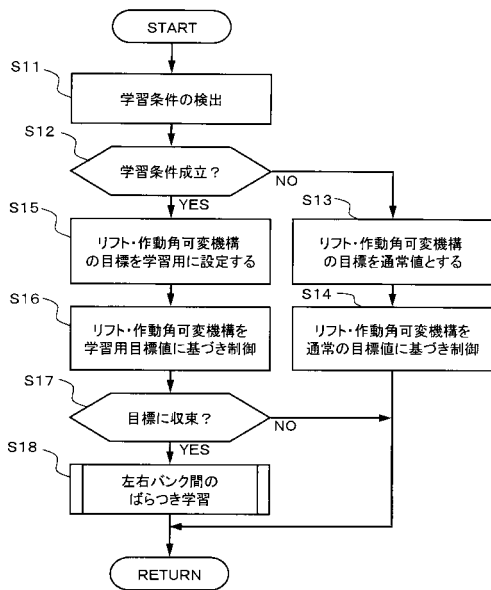 START
S11
学習条件の検出
S12
学習条件成立？
NO
YES
S15
リフト・作動角可変機構
の目標を学習用に設定する
S13
リフト・作動角可変機構
の目標を通常値とする
S16
リフト・作動角可変機構を
学習用目標値に基づき制御
S14
リフト・作動角可変機構を
通常の目標値に基づき制御
S17
目標に収束？
NO
YES
S18
左右バンク間の
ばらつき学習
RETURN